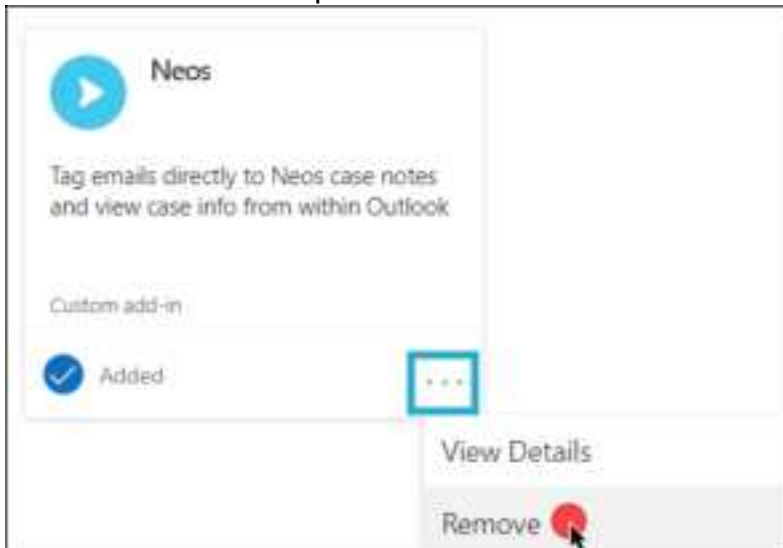 Neos
Tag emails directly to Neos case notes
and view case info from within Outlook
Custom add-in
Added
...
View Details
Remove